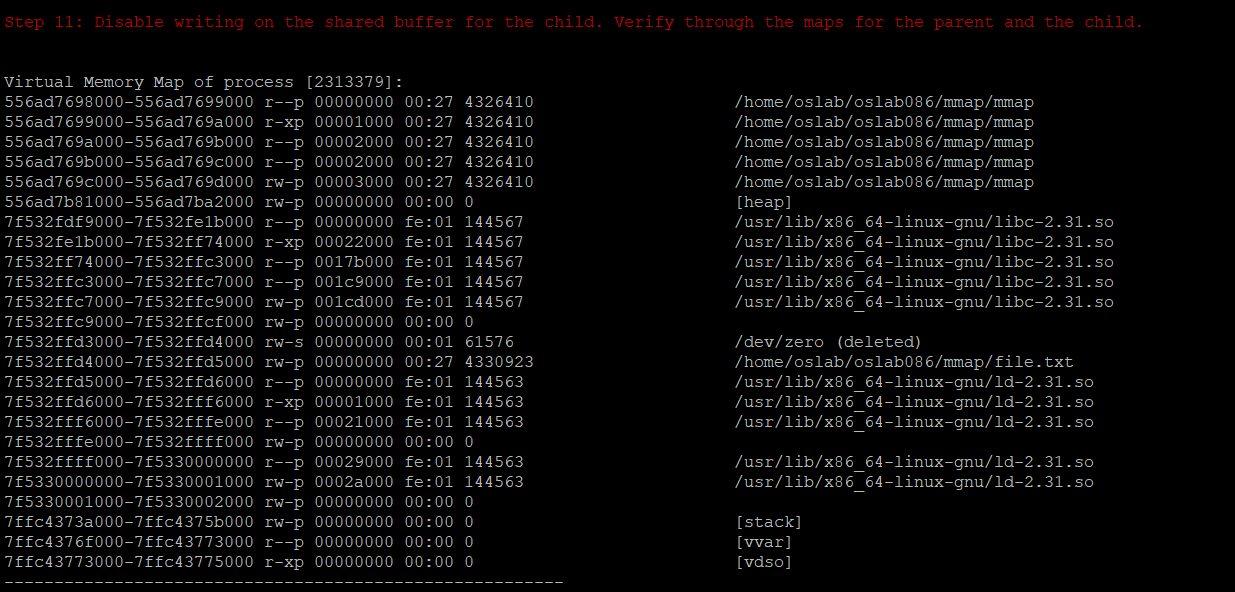 Step 11: Disable writing on the shared buffer for the child. Verify through the maps for the parent and the child.
Virtual Memory Map of process [2313379]:
556ad7698000-556ad7699000 r--p 00000000 00:27 4326410 /home/oslab/oslab086/mmap/mmap
556ad7699000-556ad769a000 r-xp 00001000 00:27 4326410 /home/oslab/oslab086/mmap/mmap
556ad769a000-556ad769b000 r--p 00002000 00:27 4326410 /home/oslab/oslab086/mmap/mmap
556ad769b000-556ad769c000 r--p 00002000 00:27 4326410 /home/oslab/oslab086/mmap/mmap
556ad769c000-556ad769d000 rw-p 00003000 00:27 4326410 /home/oslab/oslab086/mmap/mmap
556ad7b81000-556ad7ba2000 rw-p 00000000 00:00 0 [heap]
7f532fdf9000-7f532fe1b000 r--p 00000000 fe:01 144567 /usr/lib/x86_64-linux-gnu/libc-2.31.so
7f532fe1b000-7f532ff74000 r-xp 00022000 fe:01 144567 /usr/lib/x86_64-linux-gnu/libc-2.31.so
7f532ff74000-7f532ffc3000 r--p 0017b000 fe:01 144567 /usr/lib/x86_64-linux-gnu/libc-2.31.so
7f532ffc3000-7f532ffc7000 r--p 001c9000 fe:01 144567 /usr/lib/x86_64-linux-gnu/libc-2.31.so
7f532ffc7000-7f532ffc9000 rw-p 001cd000 fe:01 144567 /usr/lib/x86_64-linux-gnu/libc-2.31.so
7f532ffc9000-7f532ffcf000 rw-p 00000000 00:00 0
7f532ffd3000-7f532ffd4000 rw-s 00000000 00:01 61576 /dev/zero (deleted)
7f532ffd4000-7f532ffd5000 rw-p 00000000 00:27 4330923 /home/oslab/oslab086/mmap/file.txt
7f532ffd5000-7f532ffd6000 r--p 00000000 fe:01 144563 /usr/lib/x86_64-linux-gnu/ld-2.31.so
7f532ffd6000-7f532fff6000 r-xp 00001000 fe:01 144563 /usr/lib/x86_64-linux-gnu/ld-2.31.so
7f532fff6000-7f532fffe000 r--p 00021000 fe:01 144563 /usr/lib/x86_64-linux-gnu/ld-2.31.so
7f532fffe000-7f532ffff000 rw-p 00000000 00:00 0
7f532ffff000-7f5330000000 r--p 00029000 fe:01 144563 /usr/lib/x86_64-linux-gnu/ld-2.31.so
7f5330000000-7f5330001000 rw-p 0002a000 fe:01 144563 /usr/lib/x86_64-linux-gnu/ld-2.31.so
7f5330001000-7f5330002000 rw-p 00000000 00:00 0
7ffc4373a000-7ffc4375b000 rw-p 00000000 00:00 0 [stack]
7ffc4376f000-7ffc43773000 r--p 00000000 00:00 0 [vvar]
7ffc43773000-7ffc43775000 r-xp 00000000 00:00 0 [vdso]
--------------------------------------------------------